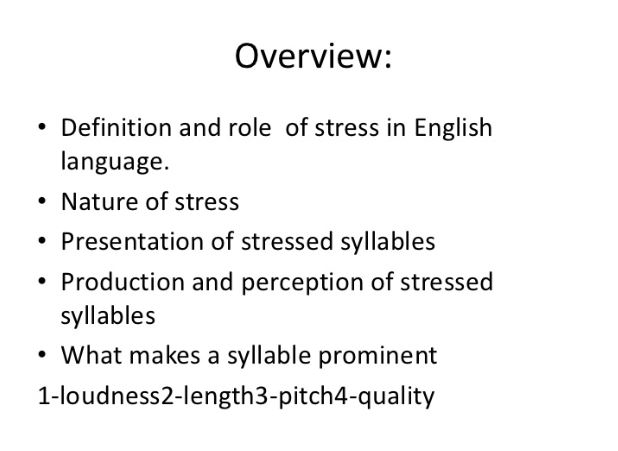 Overview:
• Definition and role  of stress in English
language.
• Nature of stress
• Presentation of stressed syllables
• Production and perception of stressed
syllables
• What makes a syllable prominent
1-loudness2-length3-pitch4-quality